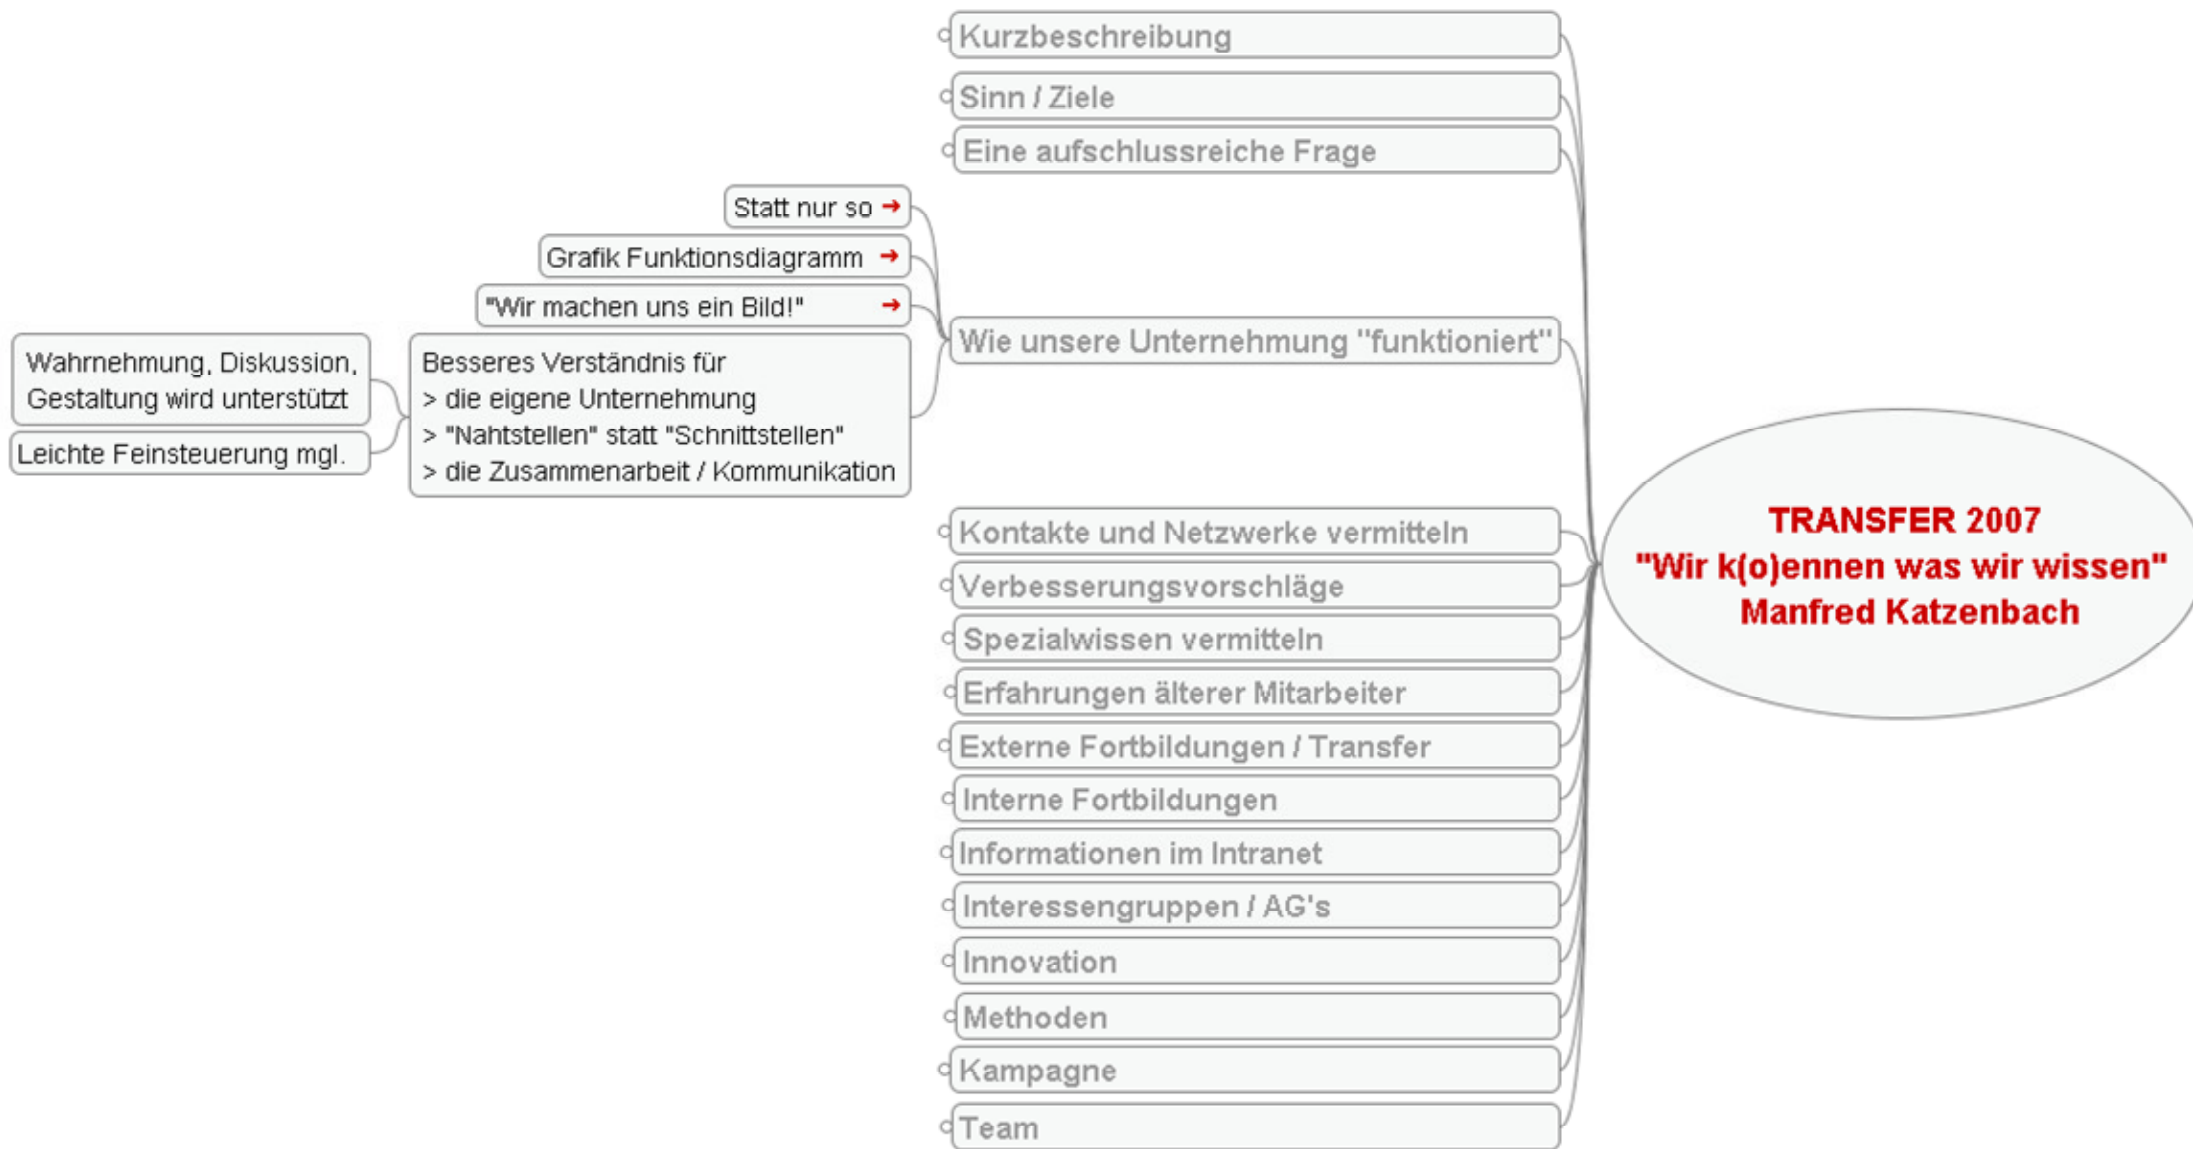 Kurzbeschreibung
Sinn / Ziele
Eine aufschlussreiche Frage
Statt nur so ➔
Grafik Funktionsdiagramm ➔
"Wir machen uns ein Bild!" ➔
Wie unsere Unternehmung "funktioniert"
Besseres Verständnis für
> die eigene Unternehmung
> "Nahtstellen" statt "Schnittstellen"
> die Zusammenarbeit / Kommunikation
Wahrnehmung, Diskussion,
Gestaltung wird unterstützt
Leichte Feinsteuerung mgl.
Kontakte und Netzwerke vermitteln
Verbesserungsvorschläge
Spezialwissen vermitteln
Erfahrungen älterer Mitarbeiter
Externe Fortbildungen / Transfer
Interne Fortbildungen
Informationen im Intranet
Interessengruppen / AG's
Innovation
Methoden
Kampagne
Team
TRANSFER 2007
"Wir k(o)ennen was wir wissen"
Manfred Katzenbach